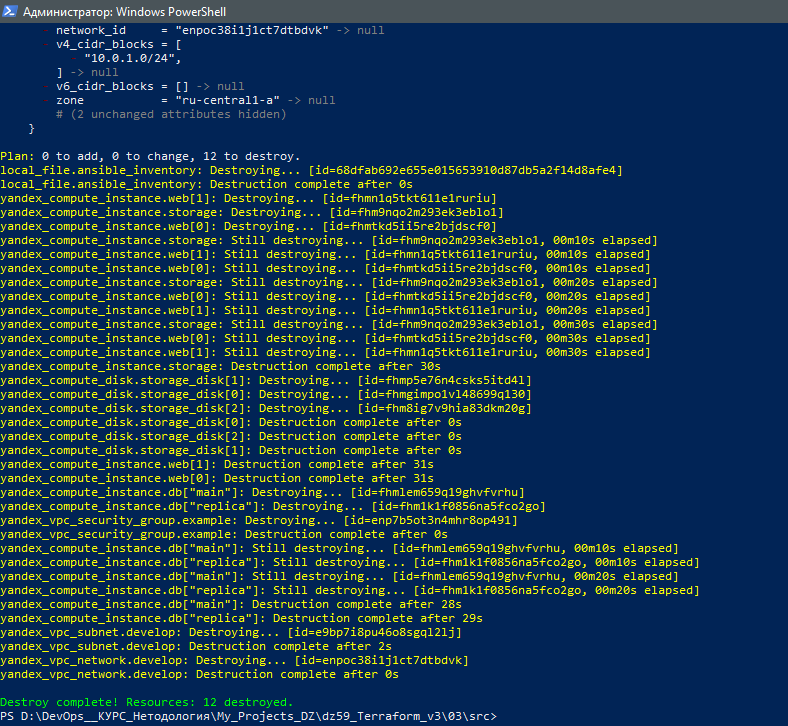 Администратор: Windows PowerShell
- network_id     = "enpoc38i1j1ct7dtbdvk" -> null
- v4_cidr_blocks = [
- "10.0.1.0/24",
] -> null
- v6_cidr_blocks = [] -> null
- zone           = "ru-central1-a" -> null
# (2 unchanged attributes hidden)
}
Plan: 0 to add, 0 to change, 12 to destroy.
local_file.ansible_inventory: Destroying... [id=68dfab692e655e015653910d87db5a2f14d8afe4]
local_file.ansible_inventory: Destruction complete after 0s
yandex_compute_instance.web[1]: Destroying... [id=fhmn1q5tkt611e1ruriu]
yandex_compute_instance.storage: Destroying... [id=fhm9nqo2m293ek3eblo1]
yandex_compute_instance.web[0]: Destroying... [id=fhmtkd5ii5re2bjdscf0]
yandex_compute_instance.storage: Still destroying... [id=fhm9nqo2m293ek3eblo1, 00m10s elapsed]
yandex_compute_instance.web[1]: Still destroying... [id=fhmn1q5tkt611e1ruriu, 00m10s elapsed]
yandex_compute_instance.web[0]: Still destroying... [id=fhmtkd5ii5re2bjdscf0, 00m10s elapsed]
yandex_compute_instance.storage: Still destroying... [id=fhm9nqo2m293ek3eblo1, 00m20s elapsed]
yandex_compute_instance.web[0]: Still destroying... [id=fhmtkd5ii5re2bjdscf0, 00m20s elapsed]
yandex_compute_instance.web[1]: Still destroying... [id=fhmn1q5tkt611e1ruriu, 00m20s elapsed]
yandex_compute_instance.storage: Still destroying... [id=fhm9nqo2m293ek3eblo1, 00m30s elapsed]
yandex_compute_instance.web[0]: Still destroying... [id=fhmtkd5ii5re2bjdscf0, 00m30s elapsed]
yandex_compute_instance.web[1]: Still destroying... [id=fhmn1q5tkt611e1ruriu, 00m30s elapsed]
yandex_compute_instance.storage: Destruction complete after 30s
yandex_compute_disk.storage_disk[1]: Destroying... [id=fhmp5e76n4csks5itd4l]
yandex_compute_disk.storage_disk[0]: Destroying... [id=fhmgimpo1vl48699q130]
yandex_compute_disk.storage_disk[2]: Destroying... [id=fhm8ig7v9hia83dkm20g]
yandex_compute_disk.storage_disk[0]: Destruction complete after 0s
yandex_compute_disk.storage_disk[2]: Destruction complete after 0s
yandex_compute_disk.storage_disk[1]: Destruction complete after 0s
yandex_compute_instance.web[1]: Destruction complete after 31s
yandex_compute_instance.web[0]: Destruction complete after 31s
yandex_compute_instance.db["main"]: Destroying... [id=fhmlem659q19ghvfvrhu]
yandex_compute_instance.db["replica"]: Destroying... [id=fhm1k1f0856na5fco2go]
yandex_vpc_security_group.example: Destroying... [id=enp7b5ot3n4mhr8op491]
yandex_vpc_security_group.example: Destruction complete after 0s
yandex_compute_instance.db["main"]: Still destroying... [id=fhmlem659q19ghvfvrhu, 00m10s elapsed]
yandex_compute_instance.db["replica"]: Still destroying... [id=fhm1k1f0856na5fco2go, 00m10s elapsed]
yandex_compute_instance.db["main"]: Still destroying... [id=fhmlem659q19ghvfvrhu, 00m20s elapsed]
yandex_compute_instance.db["replica"]: Still destroying... [id=fhm1k1f0856na5fco2go, 00m20s elapsed]
yandex_compute_instance.db["main"]: Destruction complete after 28s
yandex_compute_instance.db["replica"]: Destruction complete after 29s
yandex_vpc_subnet.develop: Destroying... [id=e9bp7i8pu46o8sgql2lj]
yandex_vpc_subnet.develop: Destruction complete after 2s
yandex_vpc_network.develop: Destroying... [id=enpoc38i1j1ct7dtbdvk]
yandex_vpc_network.develop: Destruction complete after 0s
Destroy complete! Resources: 12 destroyed.
PS D:\DevOps__КУРС_Нетодология\My_Projects_DZ\dz59_Terraform_v3\03\src>